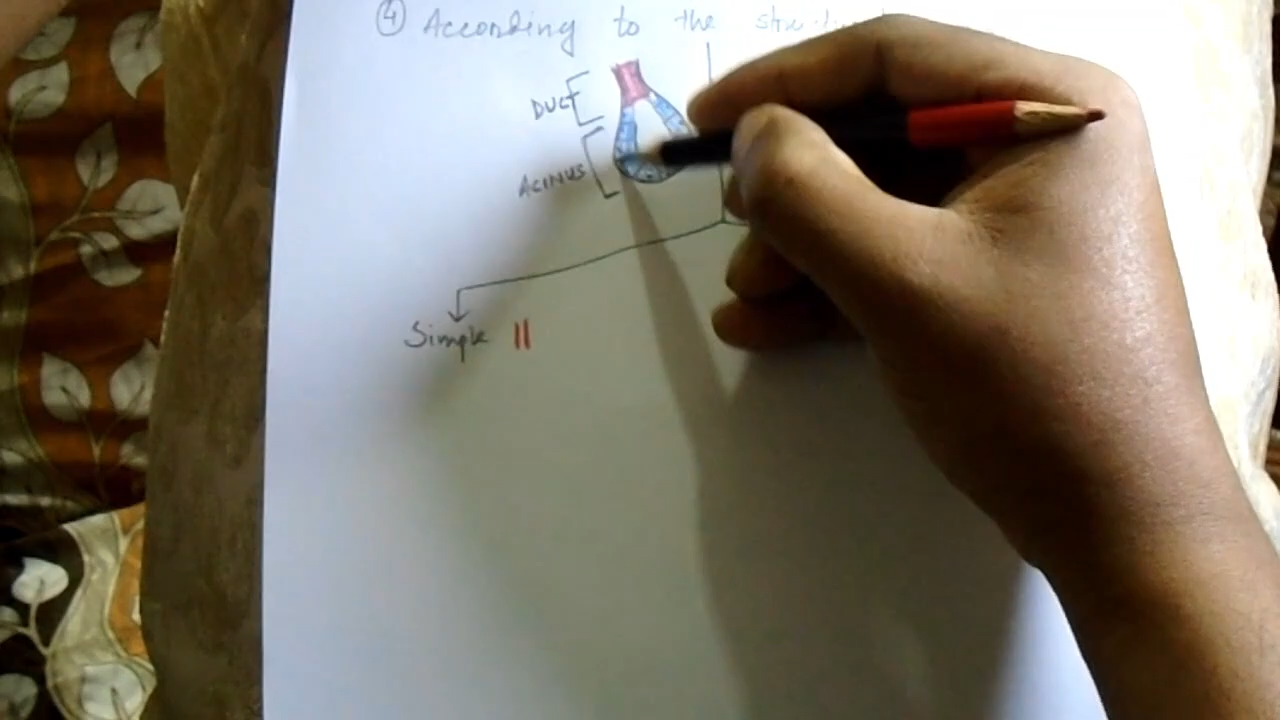 ④ According to the
DUCT
ACINUS
Simple ||